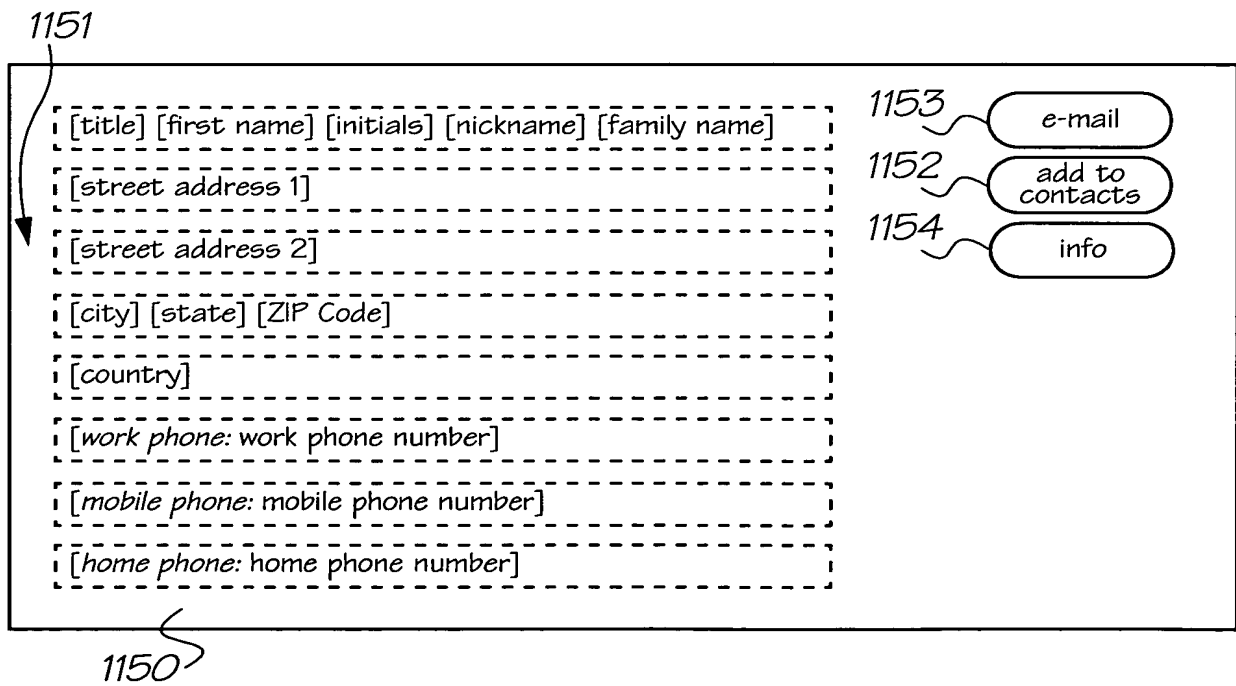 1151
[title] [first name] [initials] [nickname] [family name]
[street address 1]
[street address 2]
[city] [state] [ZIP Code]
[country]
[work phone: work phone number]
[mobile phone: mobile phone number]
[home phone: home phone number]
1153
e-mail
1152
add to
contacts
1154
info
1150